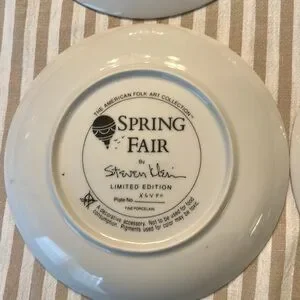 THE AMERICAN FOLK ART COLLECTION
SPRING
FAIR
By
Steven Klein
LIMITED EDITION
Plate No.
A decorative accessory. Not to be used for food
consumption. Pigments used for color may be toxic.
FINE PORCELAIN